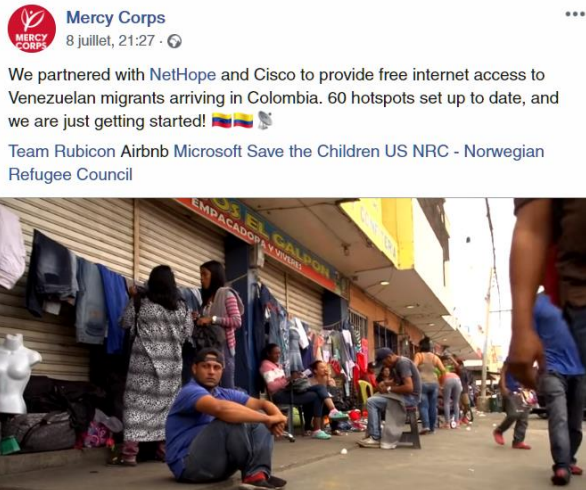 MERCY
CORPS
Mercy Corps
8 juillet, 21:27 ·
We partnered with NetHope and Cisco to provide free internet access to
Venezuelan migrants arriving in Colombia. 60 hotspots set up to date, and
we are just getting started! 🇻🇪🇨🇴📡
Team Rubicon Airbnb Microsoft Save the Children US NRC - Norwegian
Refugee Council
OS EL GALPON
EMPACADORA Y VIVERES